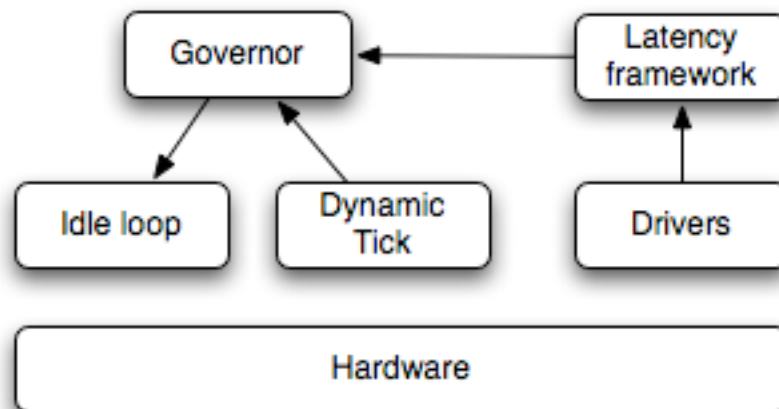 Governor
Latency
framework
Idle loop
Dynamic
Tick
Drivers
Hardware